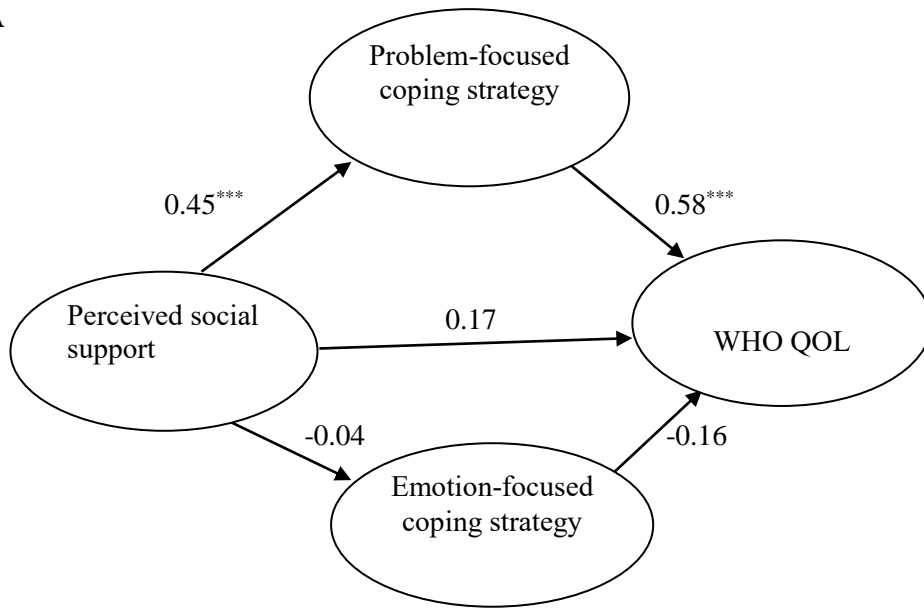 Problem-focused
coping strategy
0.45***
0.58***
Perceived social
support
0.17
WHO QOL
-0.04
-0.16
Emotion-focused
coping strategy